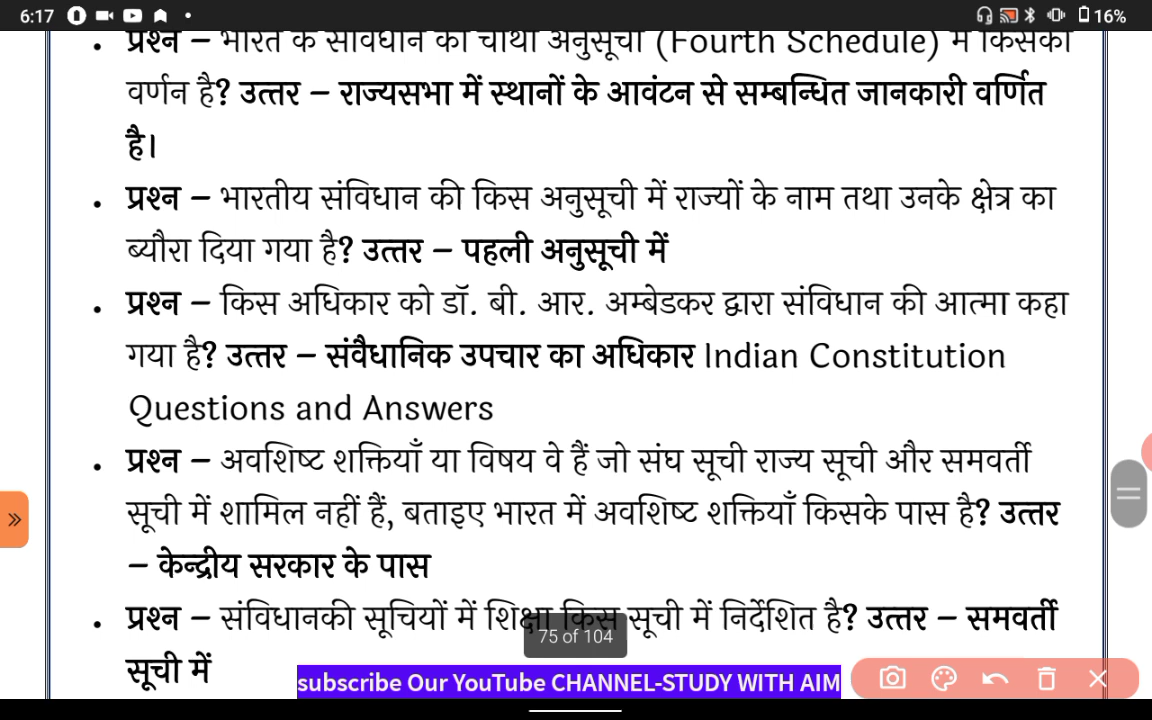 6:17
16%
प्रश्न – भारत के संविधान की चौथी अनुसूची (Fourth Schedule) में किसका
वर्णन है? उत्तर – राज्यसभा में स्थानों के आवंटन से सम्बन्धित जानकारी वर्णित
है।
प्रश्न – भारतीय संविधान की किस अनुसूची में राज्यों के नाम तथा उनके क्षेत्र का
ब्यौरा दिया गया है? उत्तर – पहली अनुसूची में
प्रश्न – किस अधिकार को डॉ. बी. आर. अम्बेडकर द्वारा संविधान की आत्मा कहा
गया है? उत्तर – संवैधानिक उपचार का अधिकार Indian Constitution
Questions and Answers
प्रश्न – अवशिष्ट शक्तियाँ या विषय वे हैं जो संघ सूची राज्य सूची और समवर्ती
सूची में शामिल नहीं हैं, बताइए भारत में अवशिष्ट शक्तियाँ किसके पास है? उत्तर
– केन्द्रीय सरकार के पास
प्रश्न – संविधानकी सूचियों में शिक्षा किस सूची में निर्देशित है? उत्तर – समवर्ती
75 of 104
सूची में
subscribe Our YouTube CHANNEL-STUDY WITH AIM